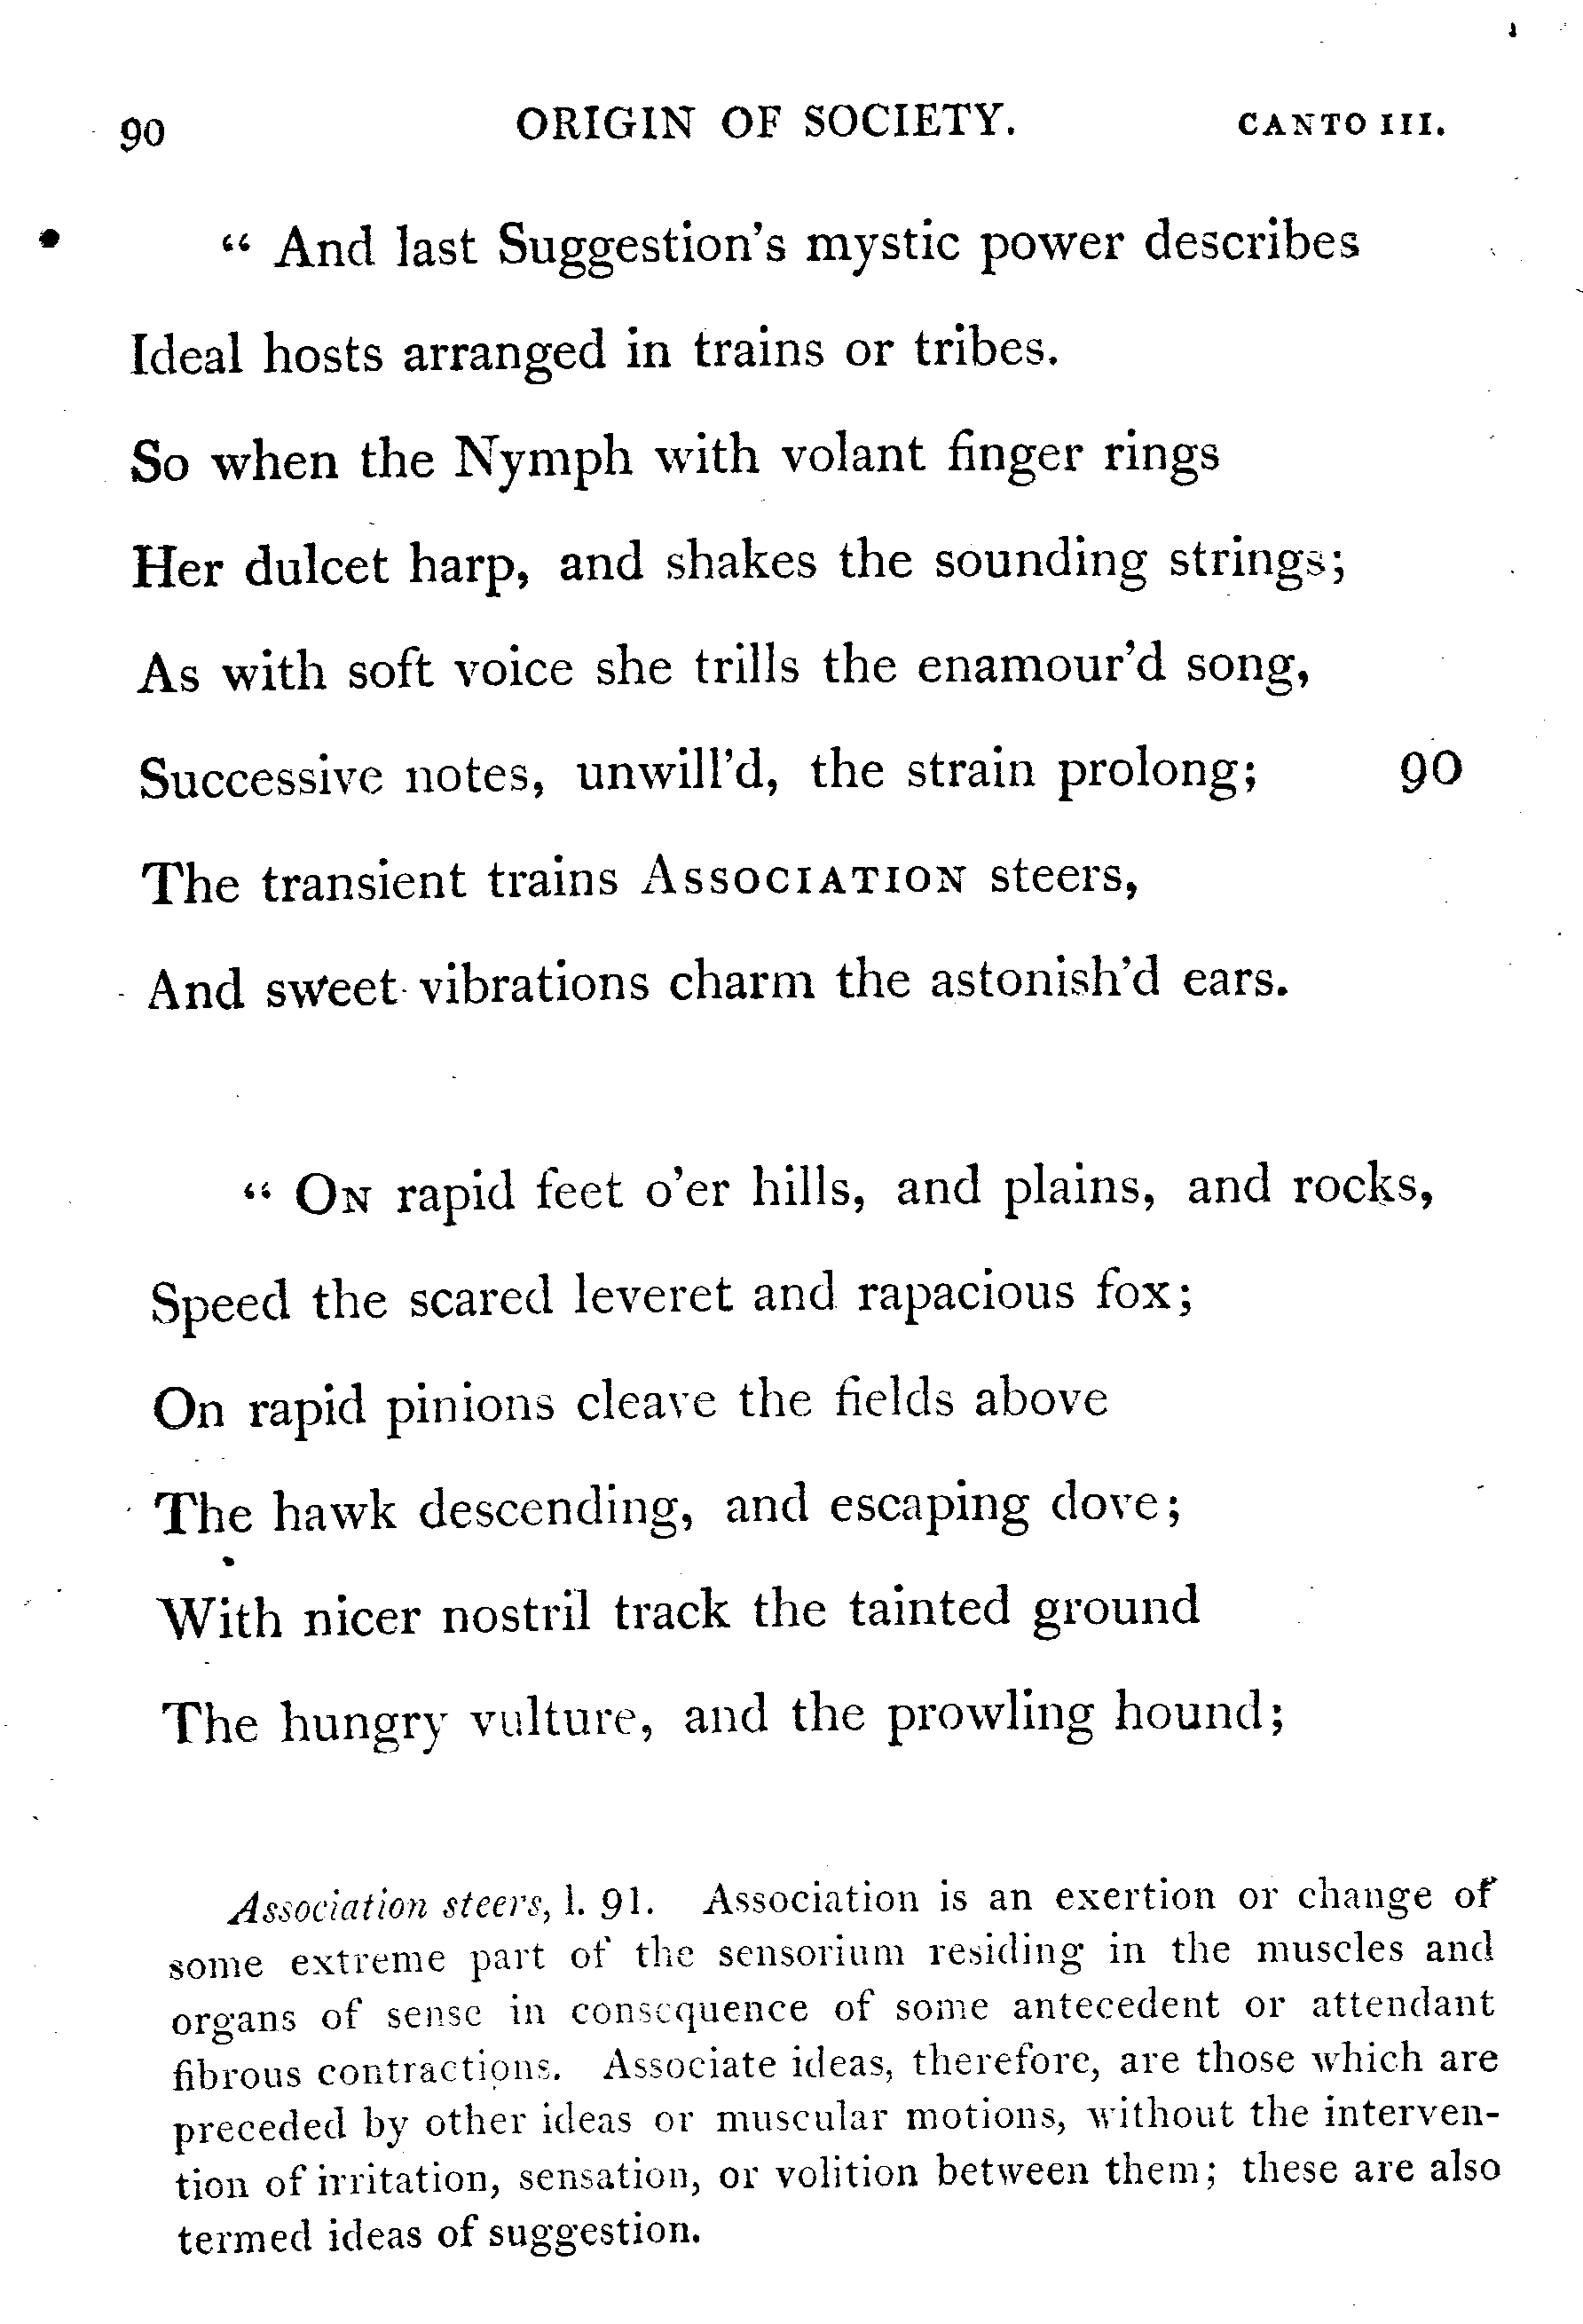 90 ORIGIN OF SOCIETY. CANTO III.
“ And last Suggestion’s mystic power describes
Ideal hosts arranged in trains or tribes.
So when the Nymph with volant finger rings
Her dulcet harp, and shakes the sounding strings;
As with soft voice she trills the enamour’d song,
Successive notes, unwill’d, the strain prolong; 90
The transient trains ASSOCIATION steers,
And sweet vibrations charm the astonish’d ears.
“ ON rapid feet o’er hills, and plains, and rocks,
Speed the scared leveret and rapacious fox;
On rapid pinions cleave the fields above
The hawk descending, and escaping dove;
With nicer nostril track the tainted ground
The hungry vulture, and the prowling hound;
Association steers, l. 91. Association is an exertion or change of
some extreme part of the sensorium residing in the muscles and
organs of sense in consequence of some antecedent or attendant
fibrous contractions. Associate ideas, therefore, are those which are
preceded by other ideas or muscular motions, without the interven-
tion of irritation, sensation, or volition between them; these are also
termed ideas of suggestion.